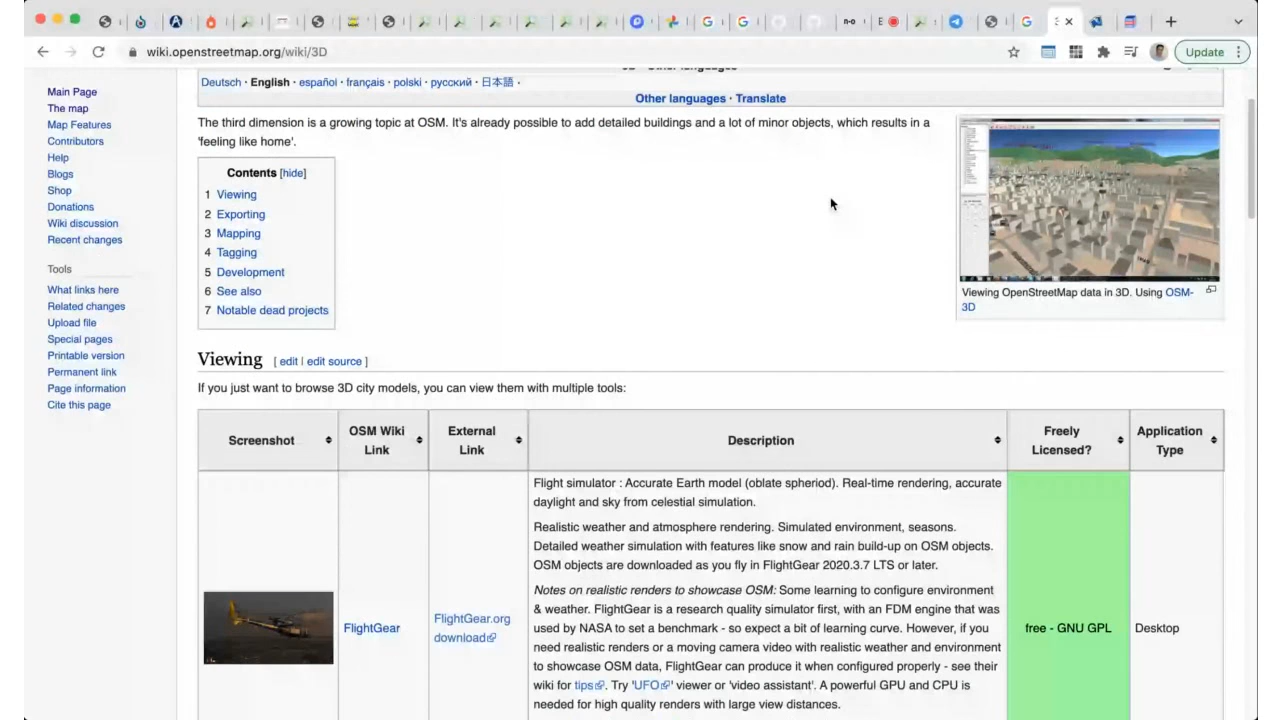 wiki.openstreetmap.org/wiki/3D
Update
Deutsch · English · español · français · polski · русский · 日本語 ·
Other languages · Translate
Main Page
The map
Map Features
Contributors
Help
Blogs
Shop
Donations
Wiki discussion
Recent changes
Tools
What links here
Related changes
Upload file
Special pages
Printable version
Permanent link
Page information
Cite this page
The third dimension is a growing topic at OSM. It's already possible to add detailed buildings and a lot of minor objects, which results in a
'feeling like home'.
Contents [hide]
1 Viewing
2 Exporting
3 Mapping
4 Tagging
5 Development
6 See also
7 Notable dead projects
Viewing OpenStreetMap data in 3D. Using OSM-
3D
Viewing [ edit | edit source ]
If you just want to browse 3D city models, you can view them with multiple tools:
Screenshot
OSM Wiki
Link
External
Link
Description
Freely
Licensed?
Application
Type
FlightGear
FlightGear.org
download
Flight simulator : Accurate Earth model (oblate spheriod). Real-time rendering, accurate
daylight and sky from celestial simulation.
Realistic weather and atmosphere rendering. Simulated environment, seasons.
Detailed weather simulation with features like snow and rain build-up on OSM objects.
OSM objects are downloaded as you fly in FlightGear 2020.3.7 LTS or later.
Notes on realistic renders to showcase OSM: Some learning to configure environment
& weather. FlightGear is a research quality simulator first, with an FDM engine that was
used by NASA to set a benchmark - so expect a bit of learning curve. However, if you
need realistic renders or a moving camera video with realistic weather and environment
to showcase OSM data, FlightGear can produce it when configured properly - see their
wiki for tips. Try 'UFO' viewer or 'video assistant'. A powerful GPU and CPU is
needed for high quality renders with large view distances.
free - GNU GPL
Desktop